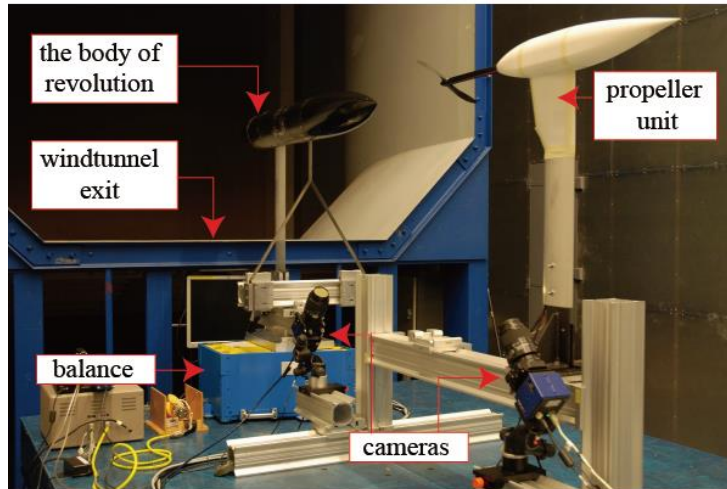 the body of
revolution
propeller
unit
windtunnel
exit
balance
cameras